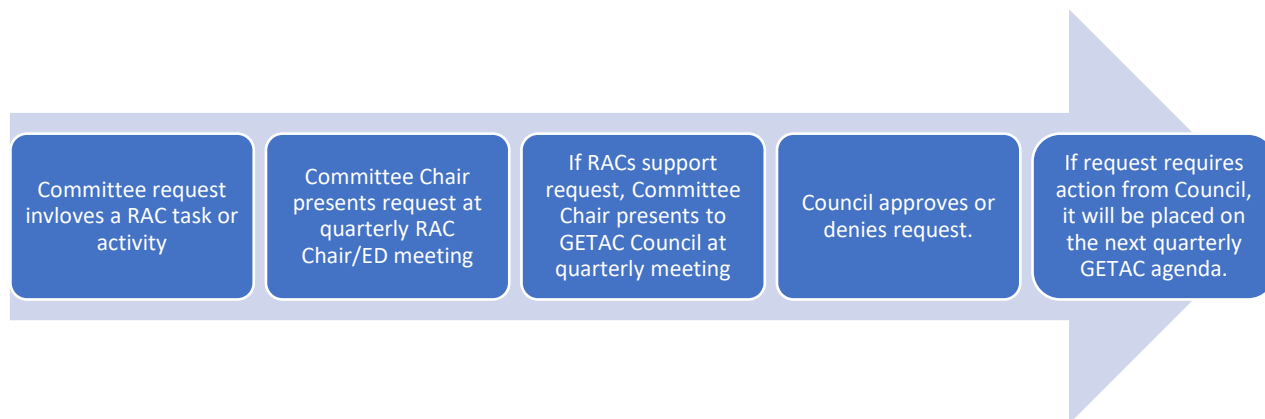 Committee request
invloves a RAC task or
activity
Committee Chair
presents request at
quarterly RAC
Chair/ED meeting
If RACs support
request, Committee
Chair presents to
GETAC Council at
quarterly meeting
Council approves or
denies request.
If request requires
action from Council,
it will be placed on
the next quarterly
GETAC agenda.